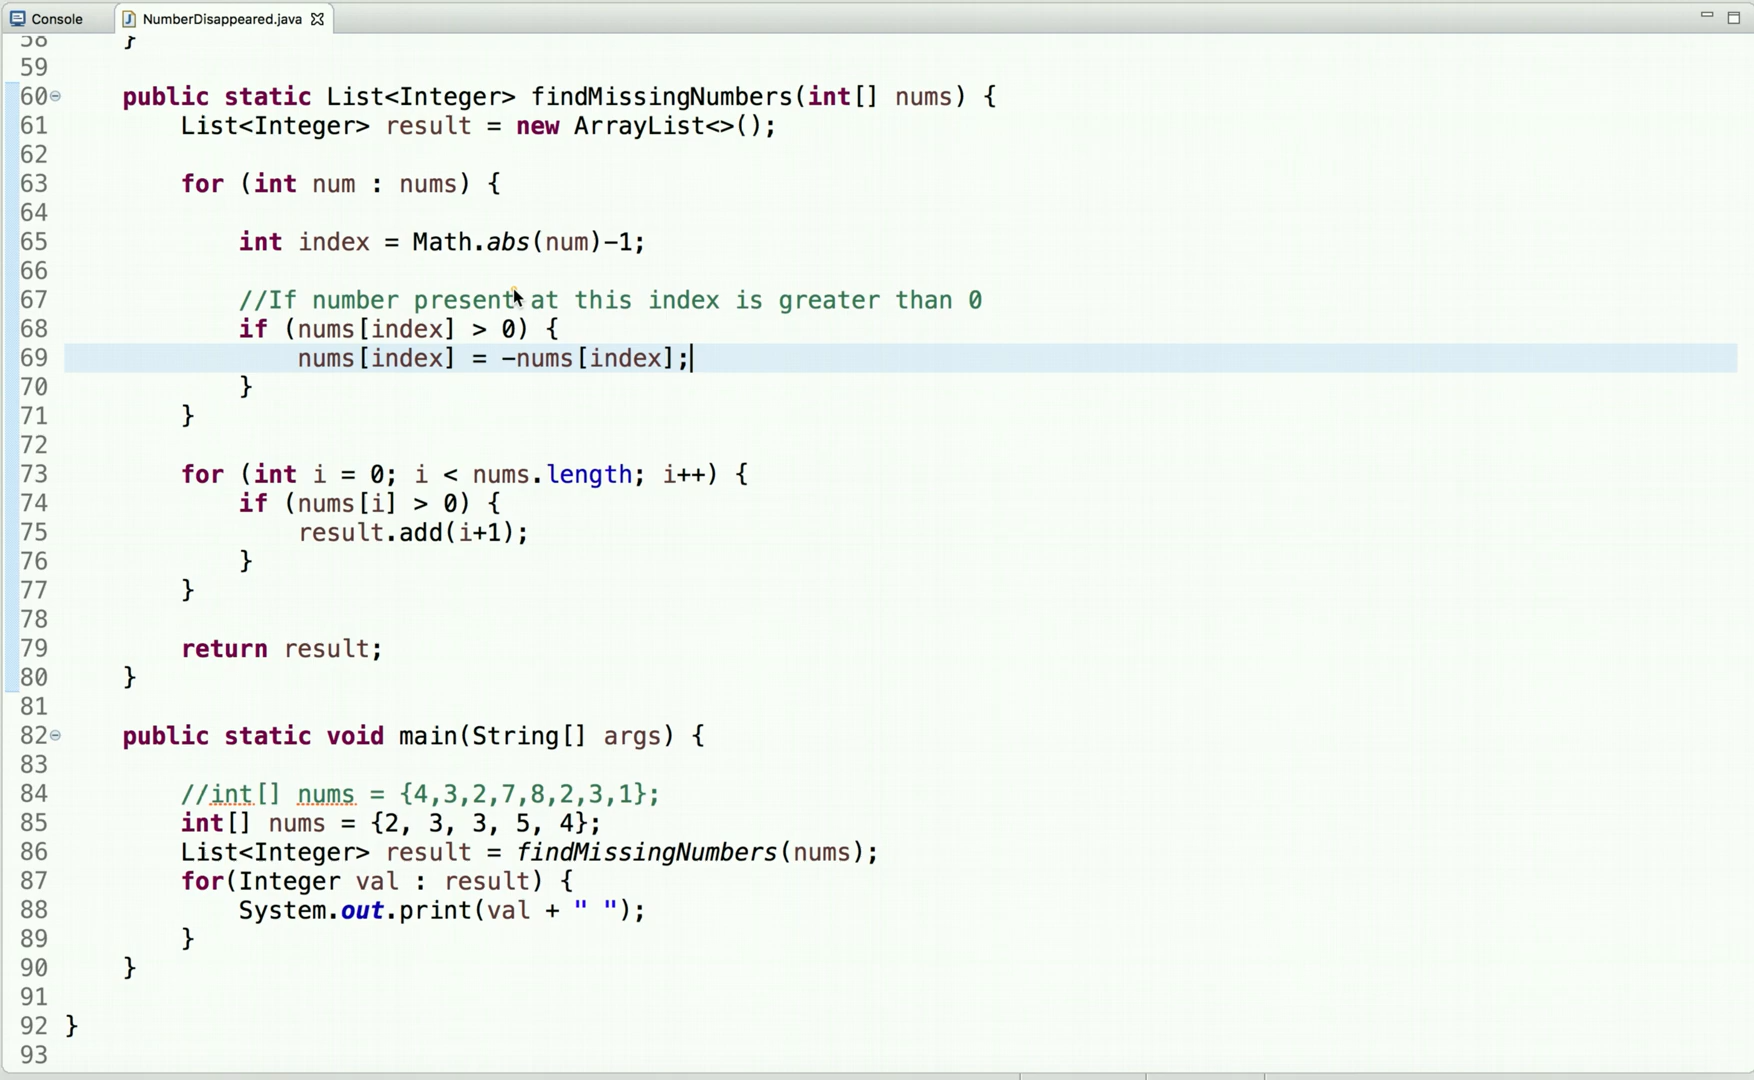 Console NumberDisappeared.java
58 }
59
60 public static List<Integer> findMissingNumbers(int[] nums) {
61 List<Integer> result = new ArrayList<>();
62
63 for (int num : nums) {
64
65 int index = Math.abs(num)-1;
66
67 //If number present at this index is greater than 0
68 if (nums[index] > 0) {
69 nums[index] = -nums[index];
70 }
71 }
72
73 for (int i = 0; i < nums.length; i++) {
74 if (nums[i] > 0) {
75 result.add(i+1);
76 }
77 }
78
79 return result;
80 }
81
82 public static void main(String[] args) {
83
84 //int[] nums = {4,3,2,7,8,2,3,1};
85 int[] nums = {2, 3, 3, 5, 4};
86 List<Integer> result = findMissingNumbers(nums);
87 for(Integer val : result) {
88 System.out.print(val + " ");
89 }
90 }
91
92 }
93